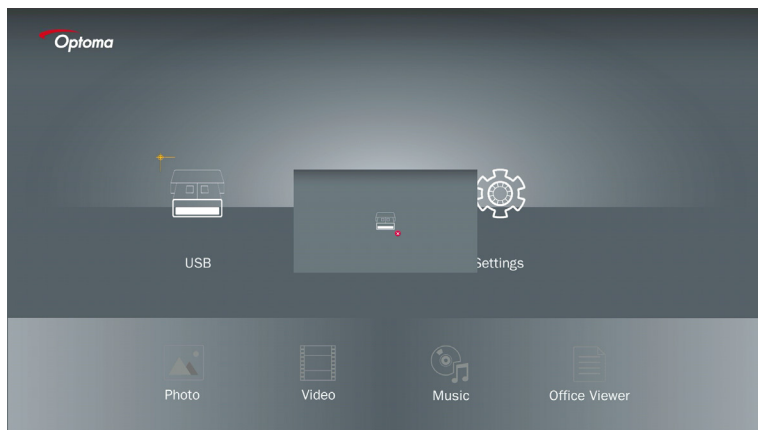 Optoma
USB
Settings
Photo
Video
Music
Office Viewer